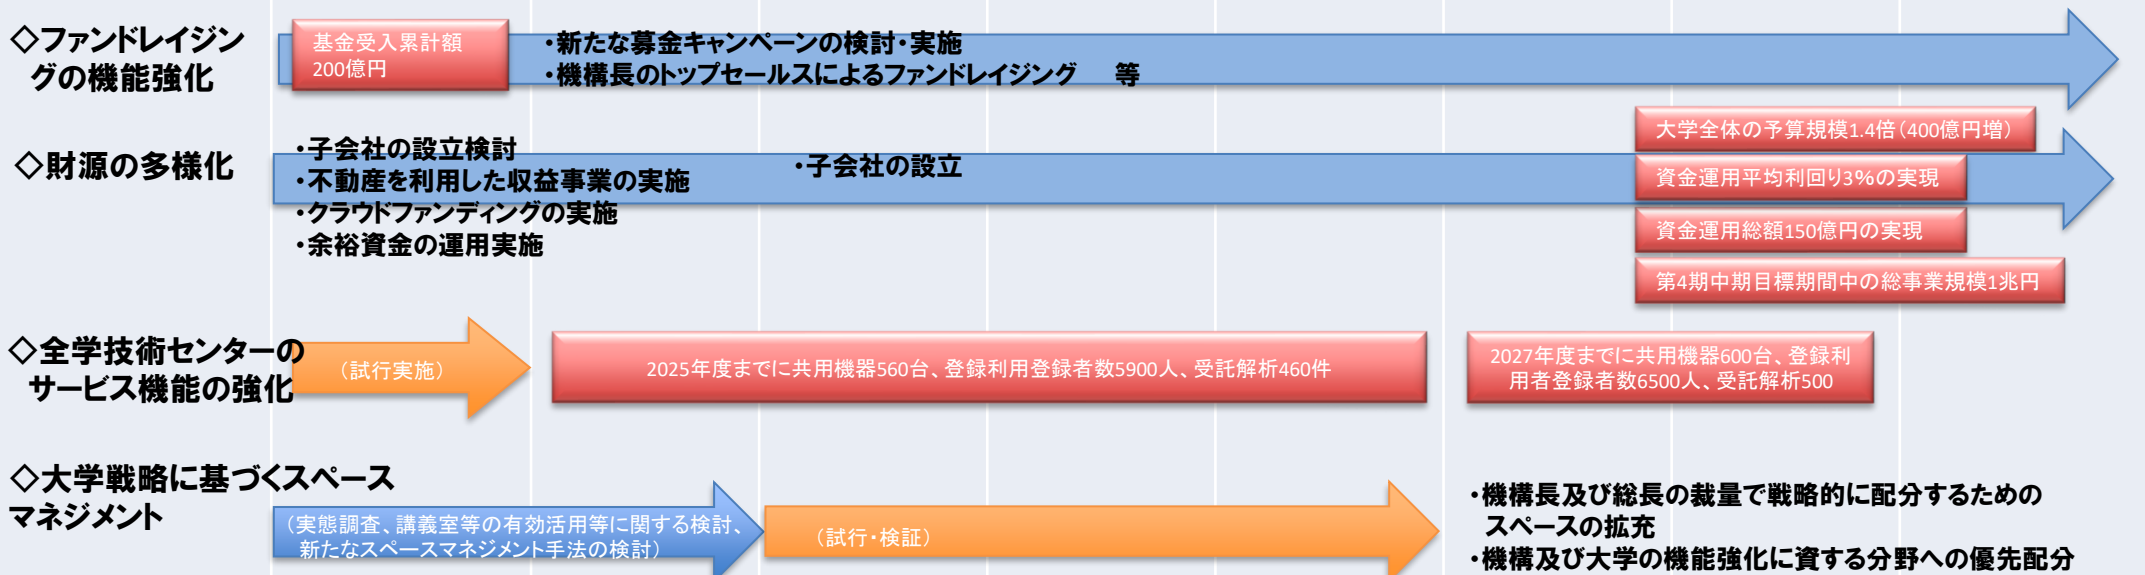 ◇ファンドレイジン
グの機能強化
基金受入累計額
200億円
・新たな募金キャンペーンの検討・実施
・機構長のトップセールスによるファンドレイジング　等
◇財源の多様化
・子会社の設立検討
・不動産を利用した収益事業の実施
・クラウドファンディングの実施
・余裕資金の運用実施
・子会社の設立
大学全体の予算規模1.4倍(400億円増)
資金運用平均利回り3%の実現
資金運用総額150億円の実現
第4期中期目標期間中の総事業規模1兆円
◇全学技術センターの
サービス機能の強化
(試行実施)
2025年度までに共用機器560台、登録利用登録者数5900人、受託解析460件
2027年度までに共用機器600台、登録利
用者登録者数6500人、受託解析500
◇大学戦略に基づくスペース
マネジメント
(実態調査、講義室等の有効活用等に関する検討、
新たなスペースマネジメント手法の検討)
(試行・検証)
・機構長及び総長の裁量で戦略的に配分するための
スペースの拡充
・機構及び大学の機能強化に資する分野への優先配分